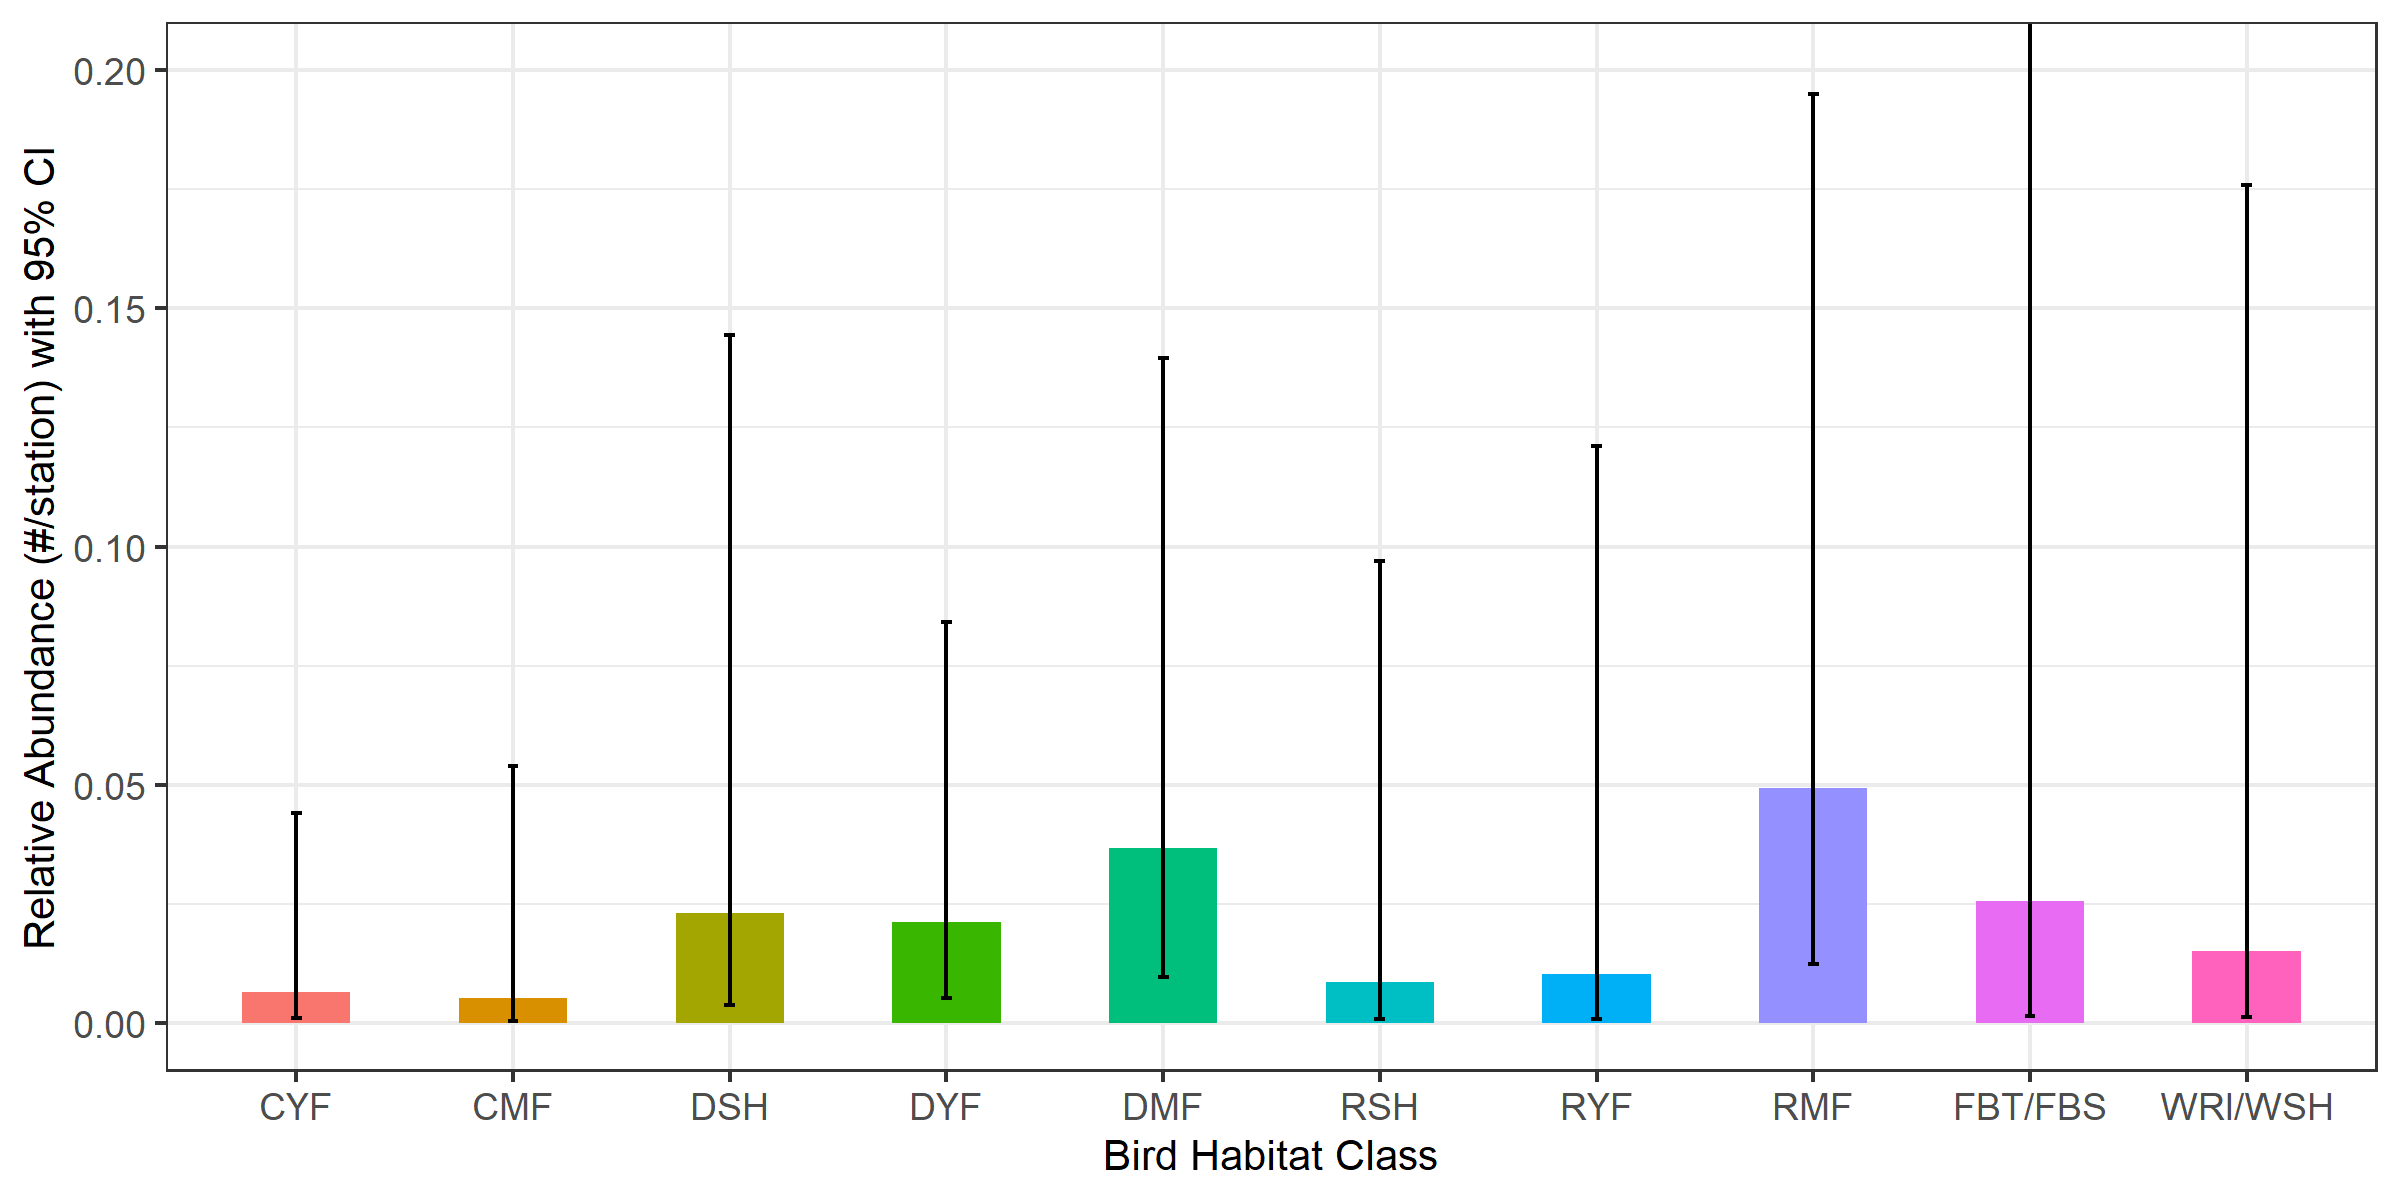 Relative Abundance (#/station) with 95% CI
0.20
0.15
0.10
0.05
0.00
CYF CMF DSH DYF DMF RSH RYF RMF FBT/FBS WRI/WSH
Bird Habitat Class